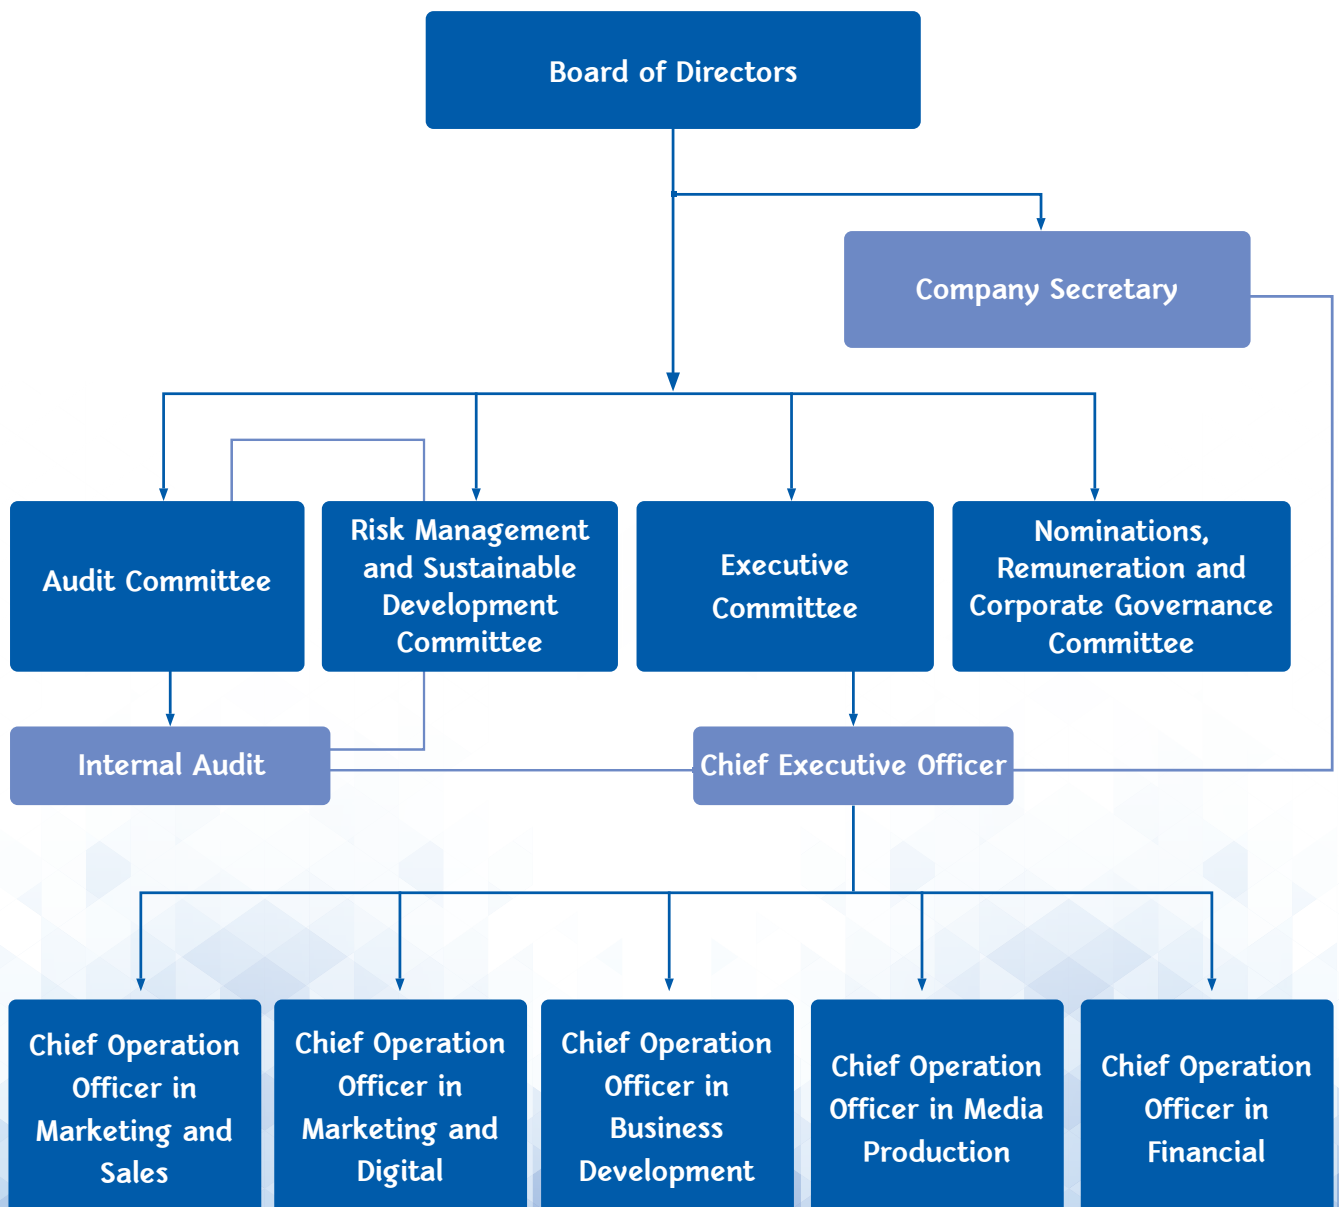 Board of Directors
Company Secretary
Audit Committee
Risk Management
and Sustainable
Development
Committee
Executive
Committee
Nominations,
Remuneration and
Corporate Governance
Committee
Internal Audit
Chief Executive Officer
Chief Operation
Officer in
Marketing and
Sales
Chief Operation
Officer in
Marketing and
Digital
Chief Operation
Officer in
Business
Development
Chief Operation
Officer in Media
Production
Chief Operation
Officer in
Financial